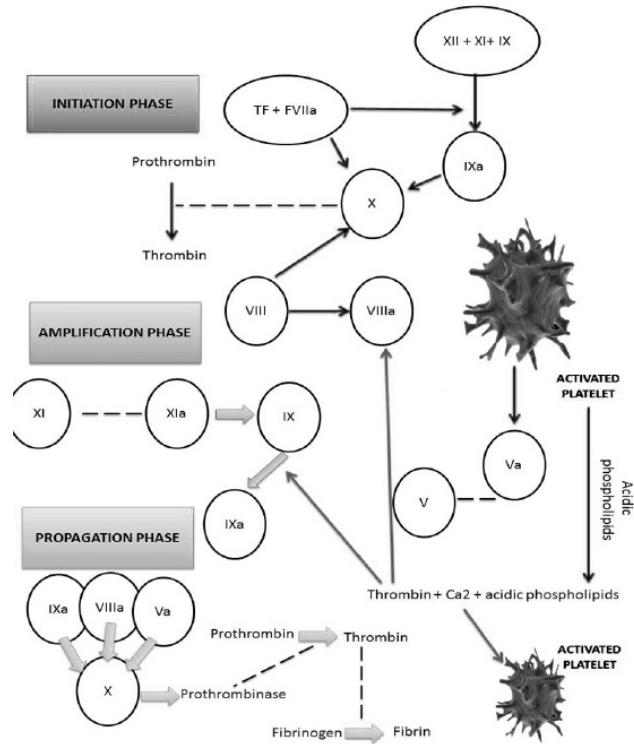 XII + XI+ IX
INITIATION PHASE
TF + FVIIa
IXa
Prothrombin
X
Thrombin
VIII
VIIIa
AMPLIFICATION PHASE
ACTIVATED
PLATELET
XI
XIa
IX
Va
Acidic
phospholipids
V
IXa
PROPAGATION PHASE
Thrombin + Ca2 + acidic phospholipids
IXa
VIIIa
Va
Prothrombin
Thrombin
ACTIVATED
PLATELET
X
Prothrombinase
Fibrinogen
Fibrin